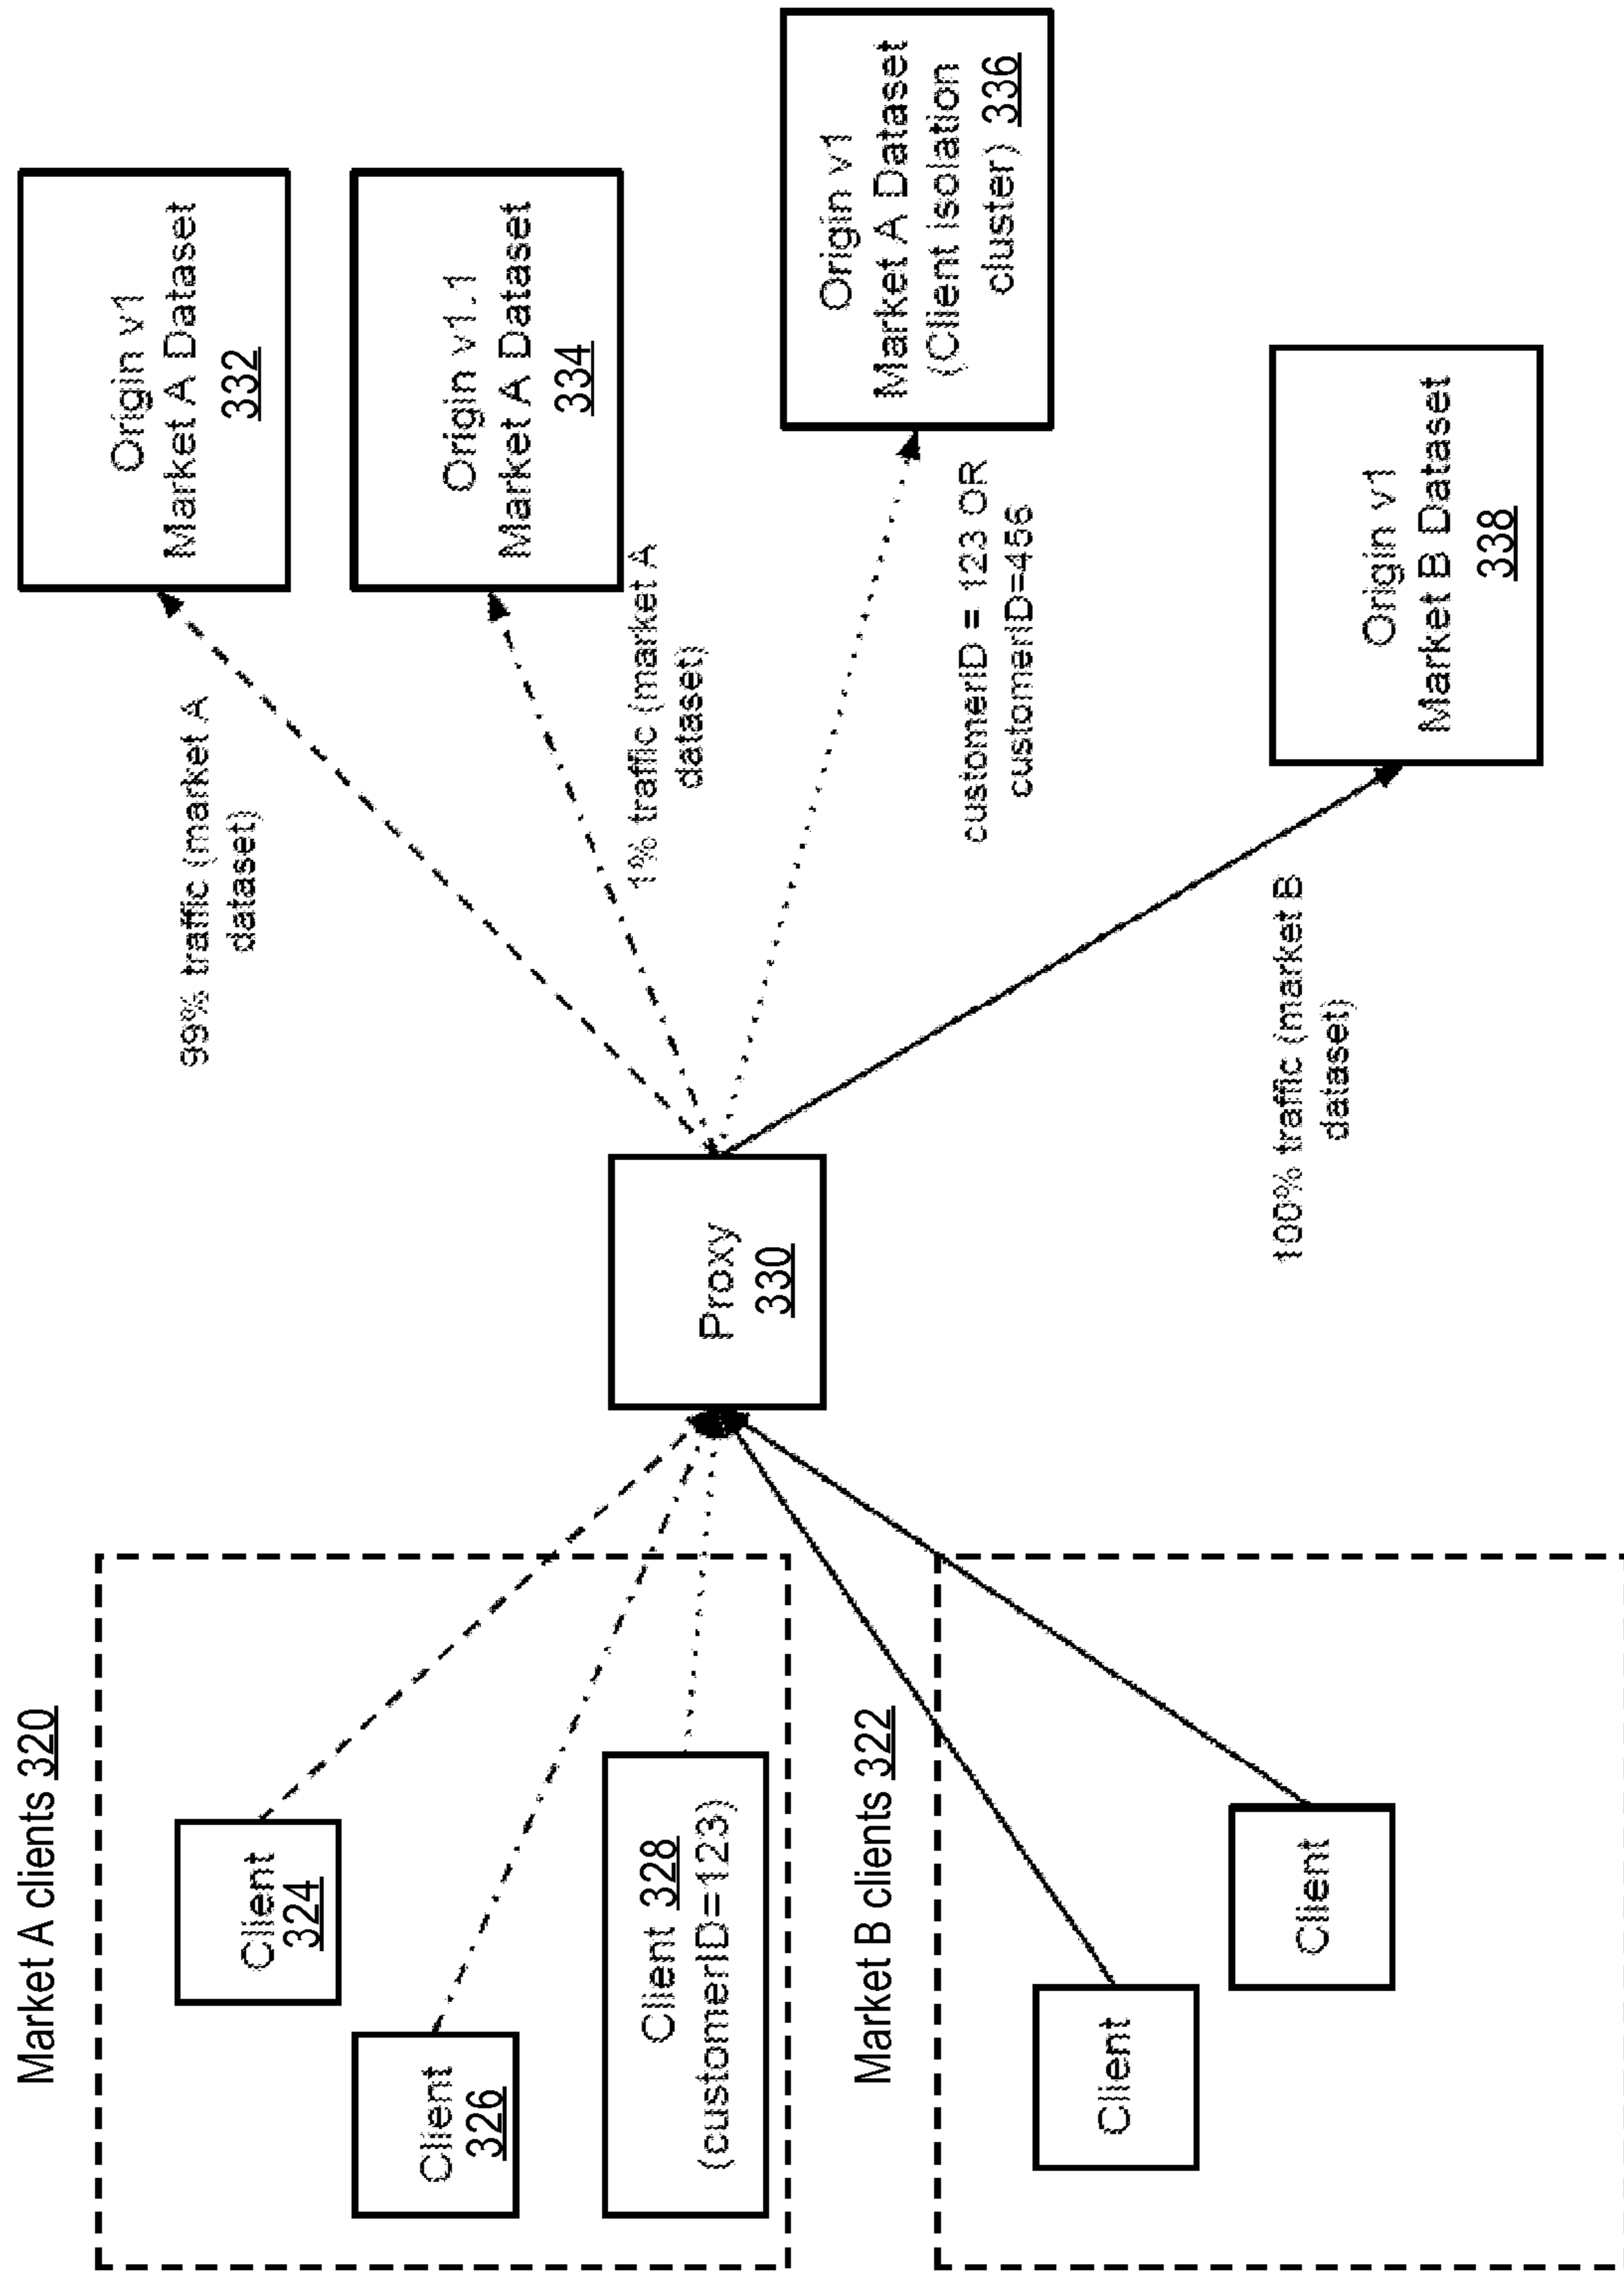 Market A clients 320
Client
324
Client
326
Client 328
(customerID=123)
Market B clients 322
Client
Client
Proxy
330
99% traffic (market A
dataset)
1% traffic (market A
dataset)
customerID = 123 OR
customerID=456
100% traffic (market B
dataset)
Origin v1
Market A Dataset
332
Origin v1.1
Market A Dataset
334
Origin v1
Market A Dataset
(Client isolation
cluster) 336
Origin v1
Market B Dataset
338